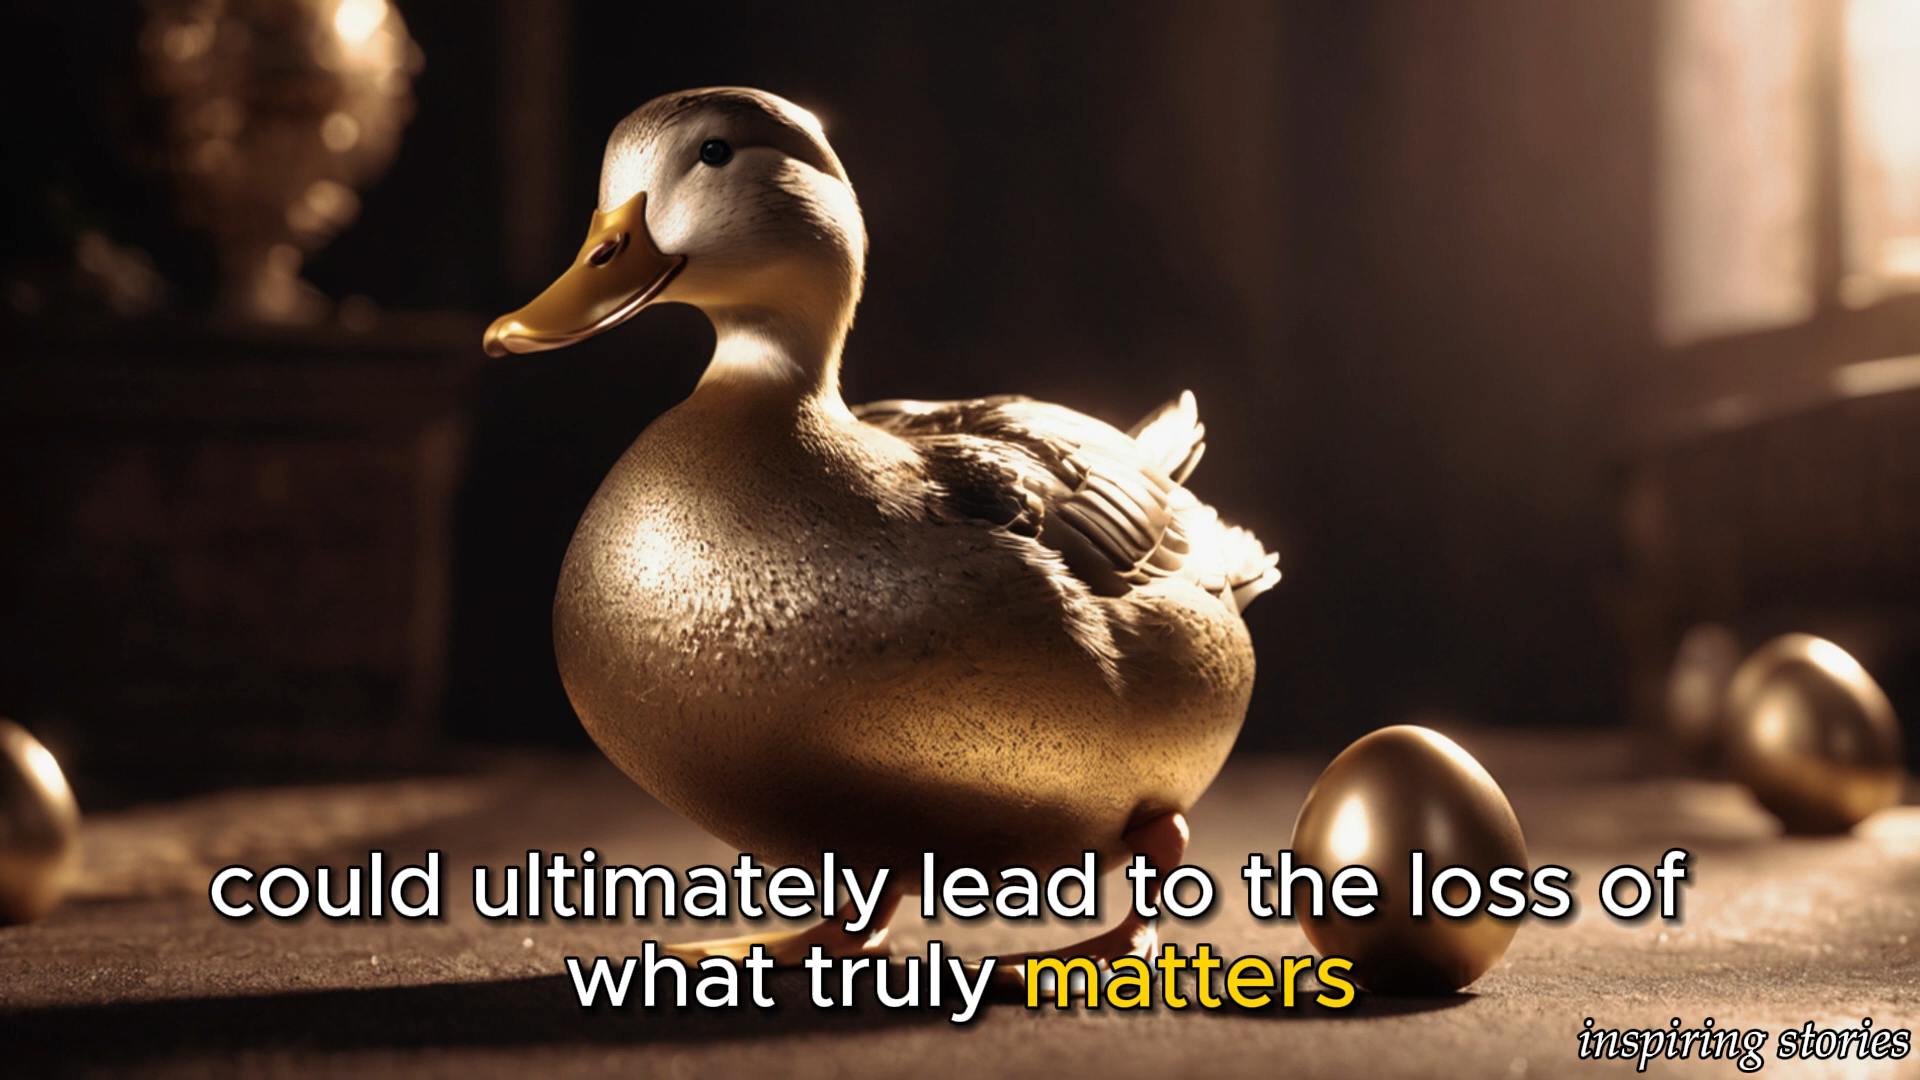 could ultimately lead to the loss of
what truly matters
inspiring stories